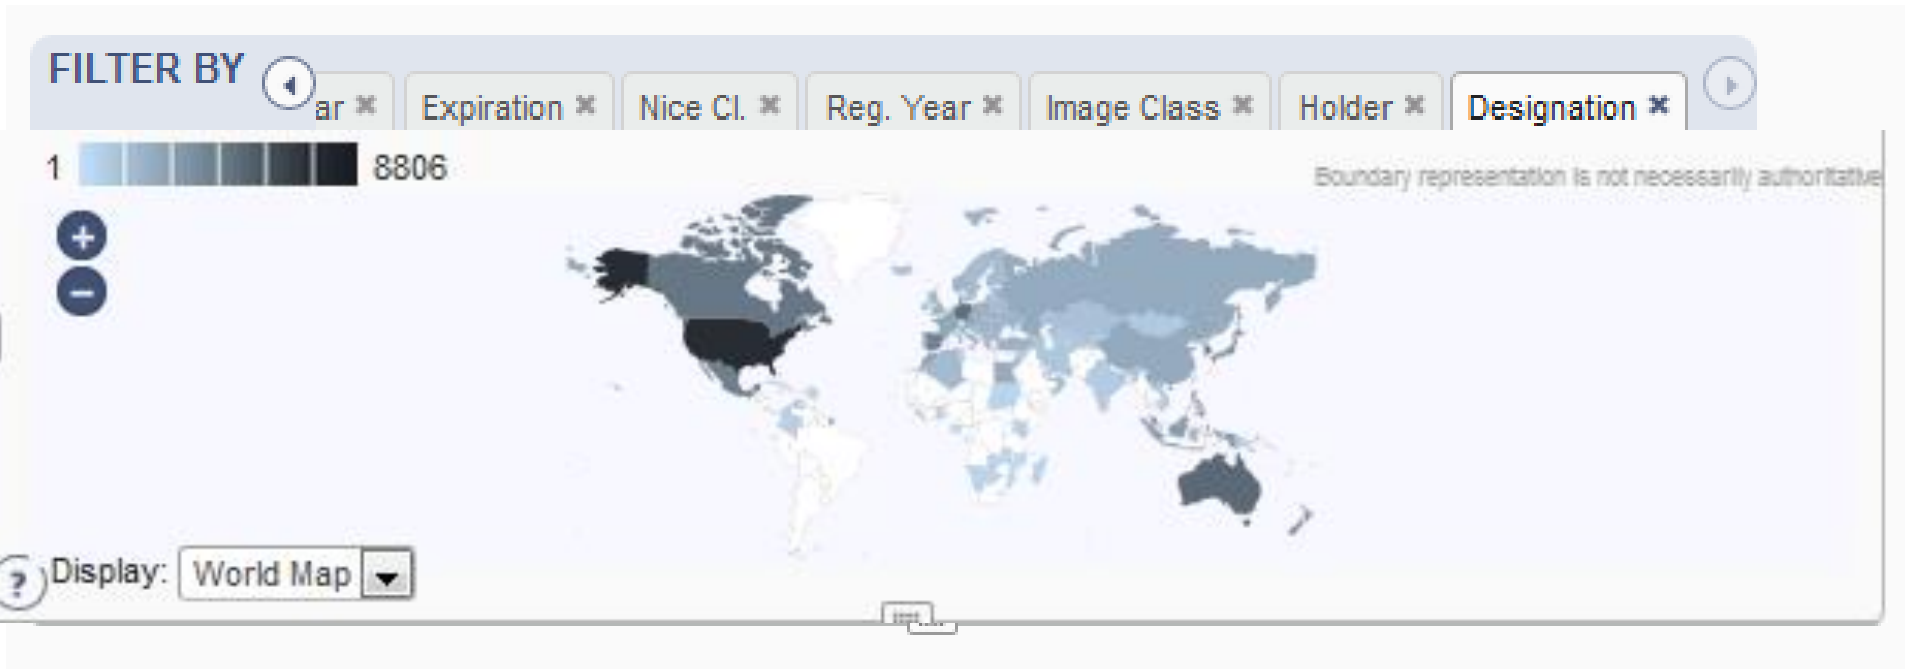 FILTER BY
ar Expiration Nice Cl. Reg. Year Image Class Holder Designation
1 8806
Boundary representation is not necessarily authoritative
+
−
? Display: World Map